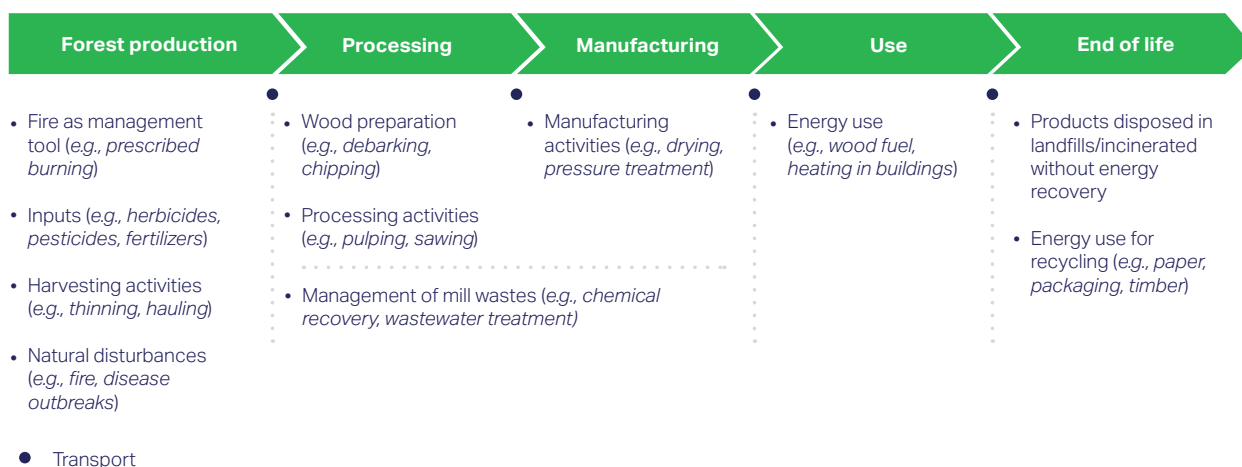 Forest production
Processing
Manufacturing
Use
End of life
• Fire as management
tool (e.g., prescribed
burning)
• Inputs (e.g., herbicides,
pesticides, fertilizers)
• Harvesting activities
(e.g., thinning, hauling)
• Natural disturbances
(e.g., fire, disease
outbreaks)
• Wood preparation
(e.g., debarking,
chipping)
• Processing activities
(e.g., pulping, sawing)
• Management of mill wastes (e.g., chemical
recovery, wastewater treatment)
• Manufacturing
activities (e.g., drying,
pressure treatment)
• Energy use
(e.g., wood fuel,
heating in buildings)
• Products disposed in
landfills/incinerated
without energy
recovery
• Energy use for
recycling (e.g., paper,
packaging, timber)
● Transport